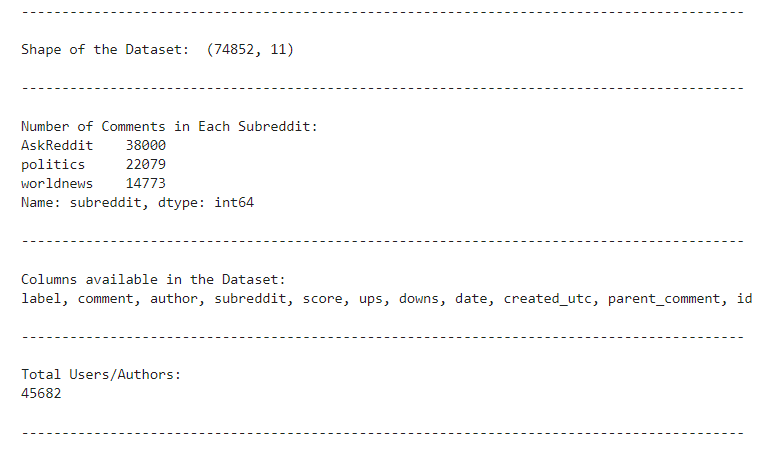 -----------------------------------------------------------------------------------------
Shape of the Dataset:  (74852, 11)
-----------------------------------------------------------------------------------------
Number of Comments in Each Subreddit:
AskReddit    38000
politics     22079
worldnews    14773
Name: subreddit, dtype: int64
-----------------------------------------------------------------------------------------
Columns available in the Dataset:
label, comment, author, subreddit, score, ups, downs, date, created_utc, parent_comment, id
-----------------------------------------------------------------------------------------
Total Users/Authors:
45682
-----------------------------------------------------------------------------------------